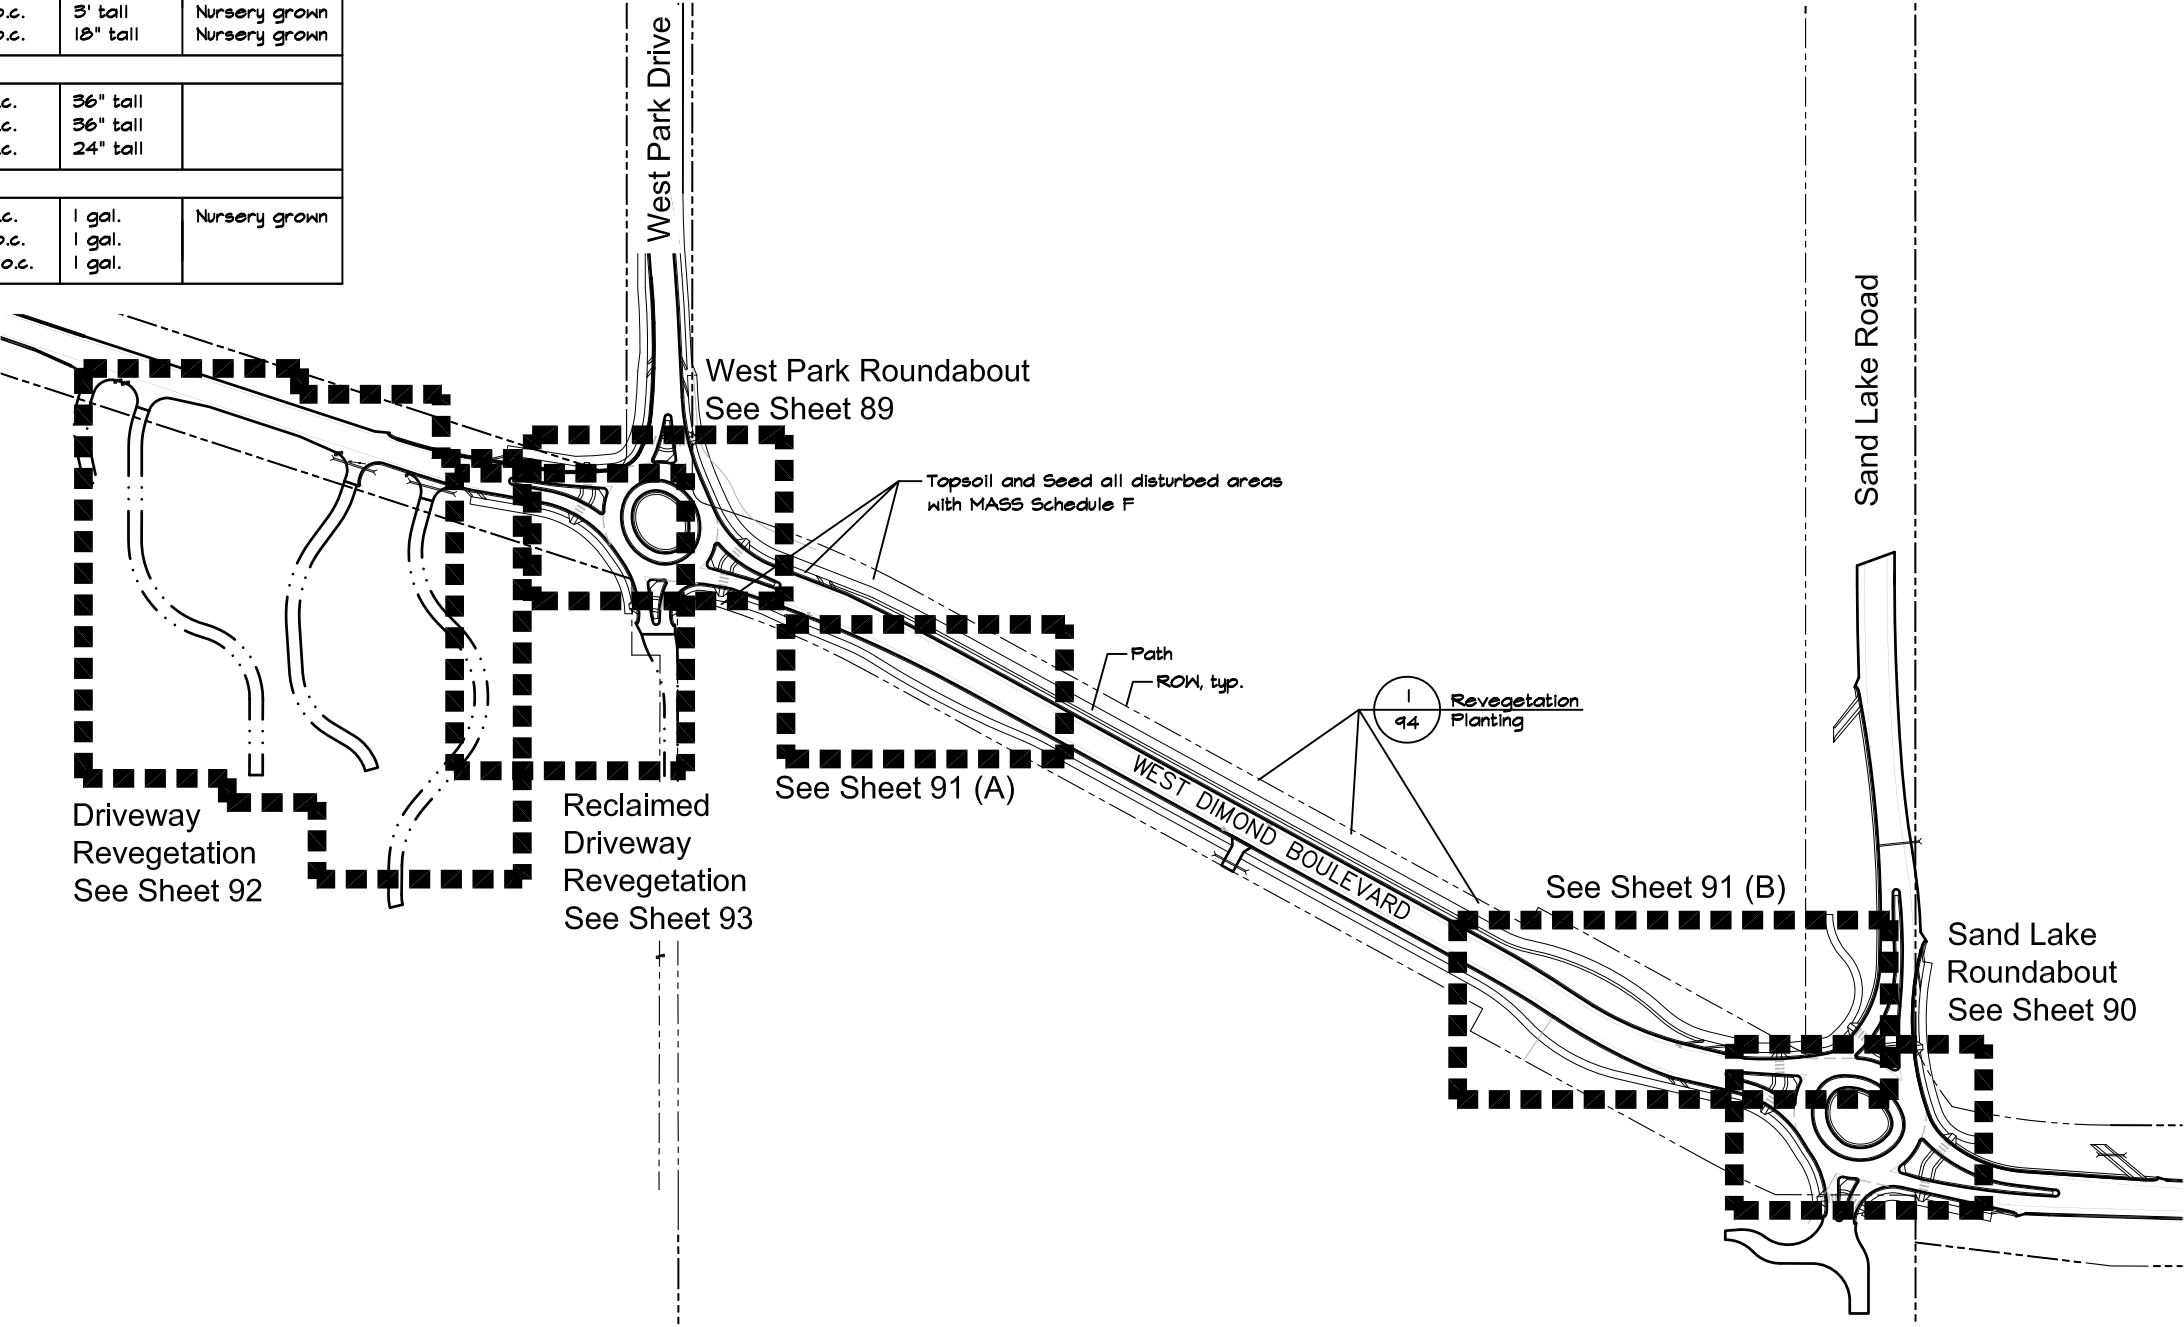 o.c. 3' tall Nursery grown
o.c. 18" tall Nursery grown
.c. 36" tall
.c. 36" tall
.c. 24" tall
.c. 1 gal. Nursery grown
o.c. 1 gal.
o.c. 1 gal.
West Park Drive
Sand Lake Road
West Park Roundabout
See Sheet 89
Topsoil and Seed all disturbed areas
with MASS Schedule F
Path
ROW, typ.
1
94
Revegetation
Planting
See Sheet 91 (A)
WEST DIMOND BOULEVARD
Driveway
Revegetation
See Sheet 92
Reclaimed
Driveway
Revegetation
See Sheet 93
See Sheet 91 (B)
Sand Lake
Roundabout
See Sheet 90